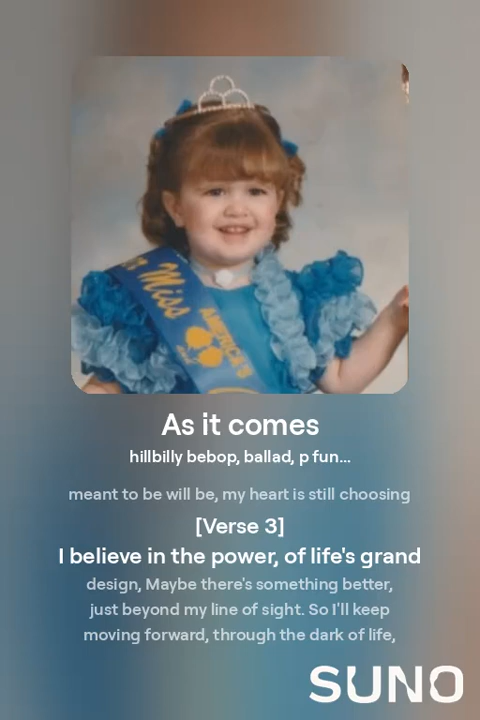 Miss
AMERICA'S
As it comes
hillbilly bebop, ballad, p fun...
meant to be will be, my heart is still choosing
[Verse 3]
I believe in the power, of life's grand
design, Maybe there's something better,
just beyond my line of sight. So I'll keep
moving forward, through the dark of life,
SUNO